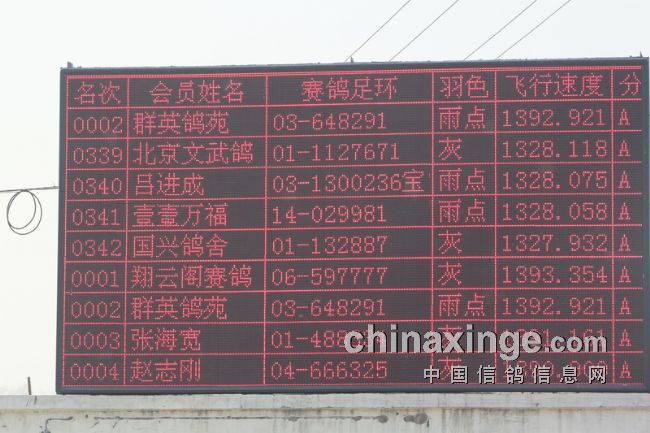 名次 会员姓名 赛鸽足环 羽色 飞行速度 分
0002 群英鸽苑 03-648291 雨点 1392.921 A
0339 北京文武鸽 01-1127671 灰 1328.118 A
0340 吕进成 03-1300236宝 雨点 1328.075 A
0341 壹壹万福 14-029981 雨点 1328.058 A
0342 国兴鸽舍 01-132887 灰 1327.932 A
0001 翔云阁赛鸽 06-597777 灰 1393.354 A
0002 群英鸽苑 03-648291 雨点 1392.921 A
0003 张海宽 A
0004 赵志刚 04-666325 灰 A
chinaxinge.com
中国信鸽信息网